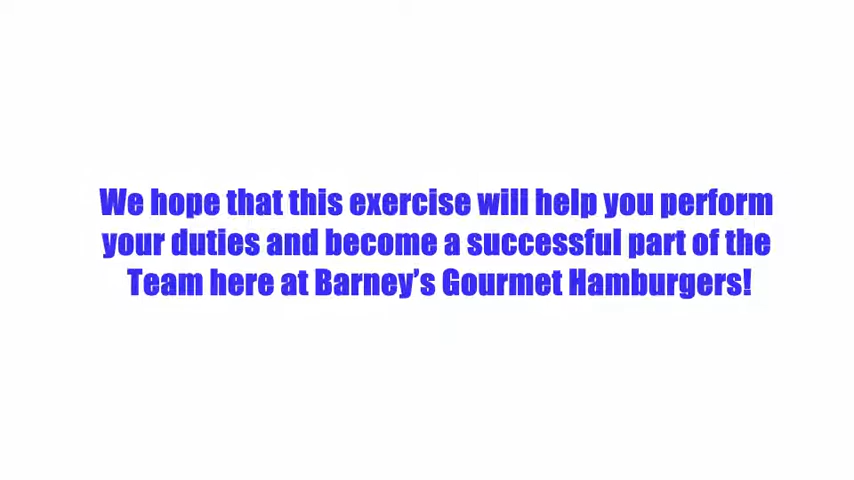 We hope that this exercise will help you perform
your duties and become a successful part of the
Team here at Barney’s Gourmet Hamburgers!